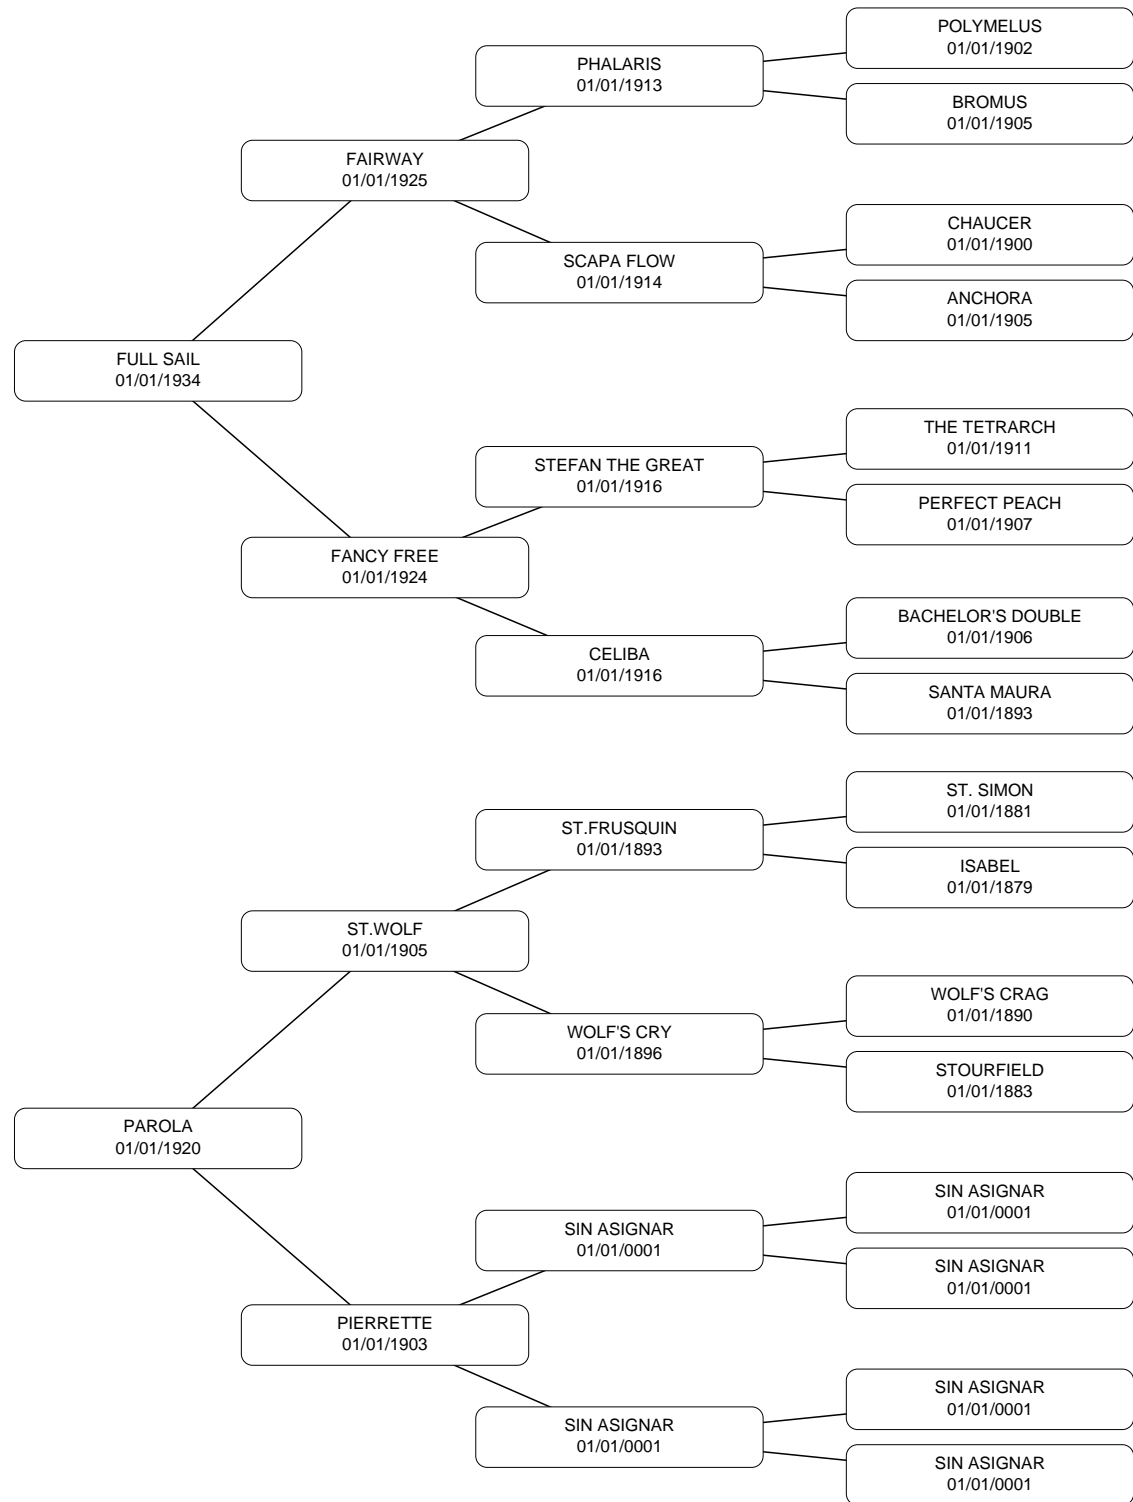 POLYMELUS
01/01/1902
PHALARIS
01/01/1913
BROMUS
01/01/1905
FAIRWAY
01/01/1925
CHAUCER
01/01/1900
SCAPA FLOW
01/01/1914
ANCHORA
01/01/1905
FULL SAIL
01/01/1934
THE TETRARCH
01/01/1911
STEFAN THE GREAT
01/01/1916
PERFECT PEACH
01/01/1907
FANCY FREE
01/01/1924
BACHELOR'S DOUBLE
01/01/1906
CELIBA
01/01/1916
SANTA MAURA
01/01/1893
ST. SIMON
01/01/1881
ST.FRUSQUIN
01/01/1893
ISABEL
01/01/1879
ST.WOLF
01/01/1905
WOLF'S CRAG
01/01/1890
WOLF'S CRY
01/01/1896
STOURFIELD
01/01/1883
PAROLA
01/01/1920
SIN ASIGNAR
01/01/0001
SIN ASIGNAR
01/01/0001
SIN ASIGNAR
01/01/0001
PIERRETTE
01/01/1903
SIN ASIGNAR
01/01/0001
SIN ASIGNAR
01/01/0001
SIN ASIGNAR
01/01/0001